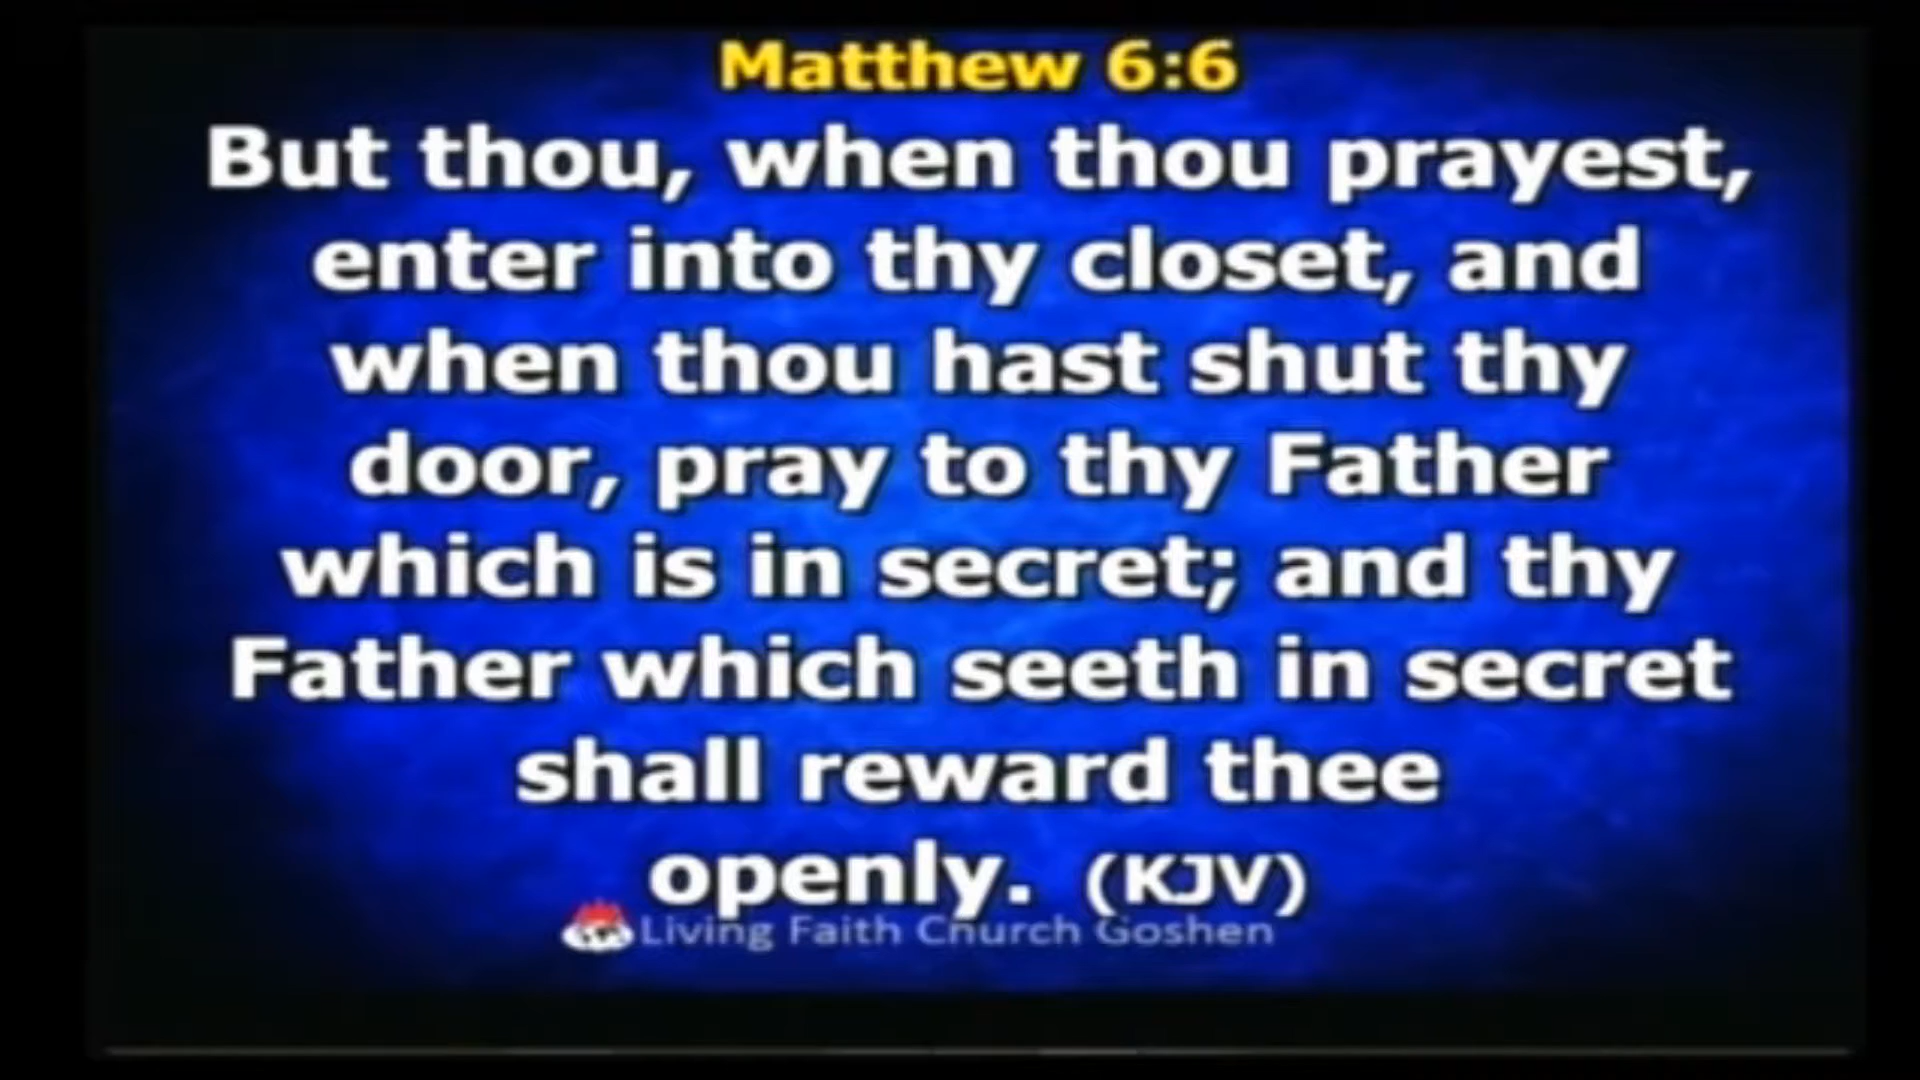 Matthew 6:6
But thou, when thou prayest,
enter into thy closet, and
when thou hast shut thy
door, pray to thy Father
which is in secret; and thy
Father which seeth in secret
shall reward thee
openly. (KJV)
Living Faith Church Goshen